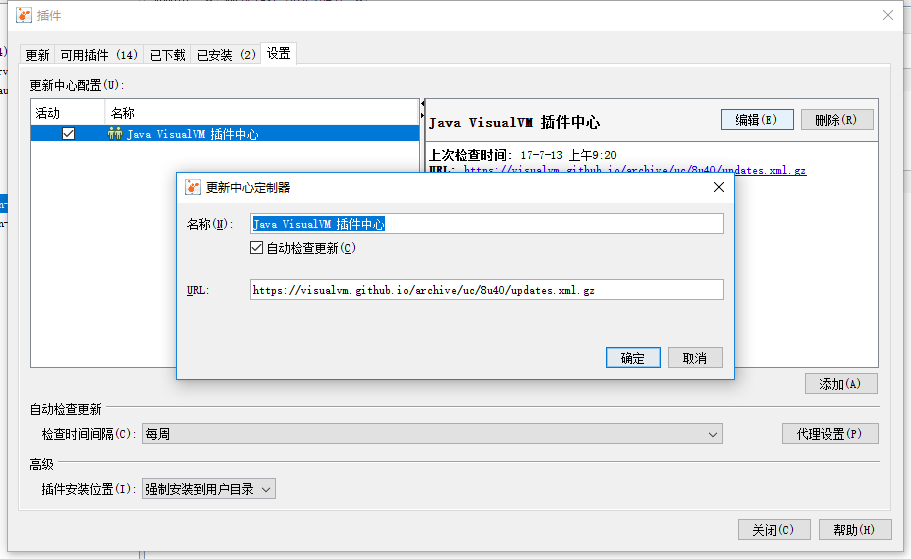 插件
更新 可用插件 (14) 已下载 已安装 (2) 设置
更新中心配置(U):
活动 名称
Java VisualVM 插件中心
Java VisualVM 插件中心
编辑(E) 删除(R)
上次检查时间: 17-7-13 上午9:20
URL: https://visualvm.github.io/archive/uc/8u40/updates.xml.gz
更新中心定制器
名称(N): Java VisualVM 插件中心
自动检查更新(C)
URL: https://visualvm.github.io/archive/uc/8u40/updates.xml.gz
确定 取消
添加(A)
自动检查更新
检查时间间隔(C): 每周 代理设置(P)
高级
插件安装位置(I): 强制安装到用户目录
关闭(C) 帮助(H)